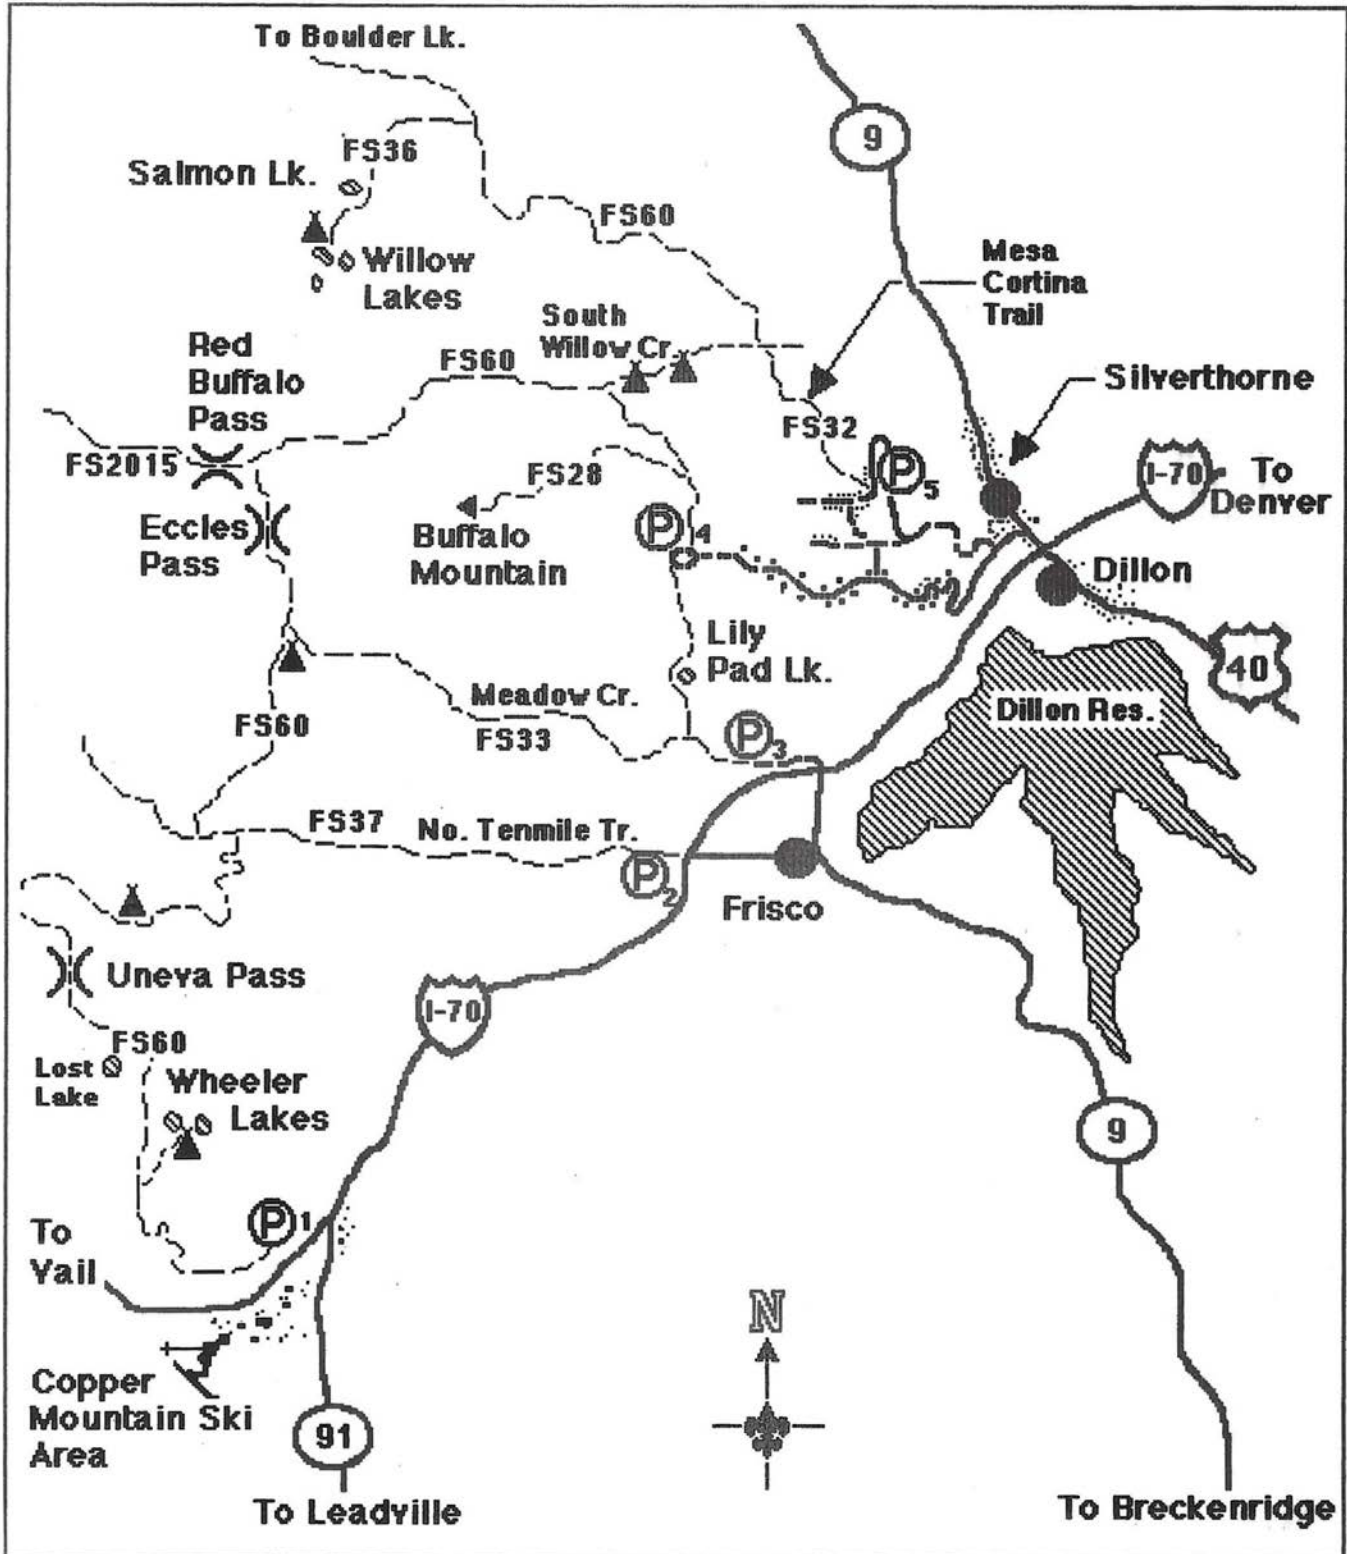 To Boulder Lk.
9
FS36
Salmon Lk.
FS60
Mesa
Cortina
Trail
Willow
Lakes
South
Willow Cr.
Red
Buffalo
Pass
FS60
Silverthorne
FS32
FS2015
FS28
P5
I-70
To
Denver
Eccles
Pass
P4
Buffalo
Mountain
Dillon
Lily
Pad Lk.
40
Meadow Cr.
FS33
Dillon Res.
FS60
P3
FS37
No. Tenmile Tr.
P2
Frisco
Uneva Pass
I-70
FS60
Lost
Lake
Wheeler
Lakes
9
P1
To
Vail
N
Copper
Mountain Ski
Area
91
To Leadville
To Breckenridge